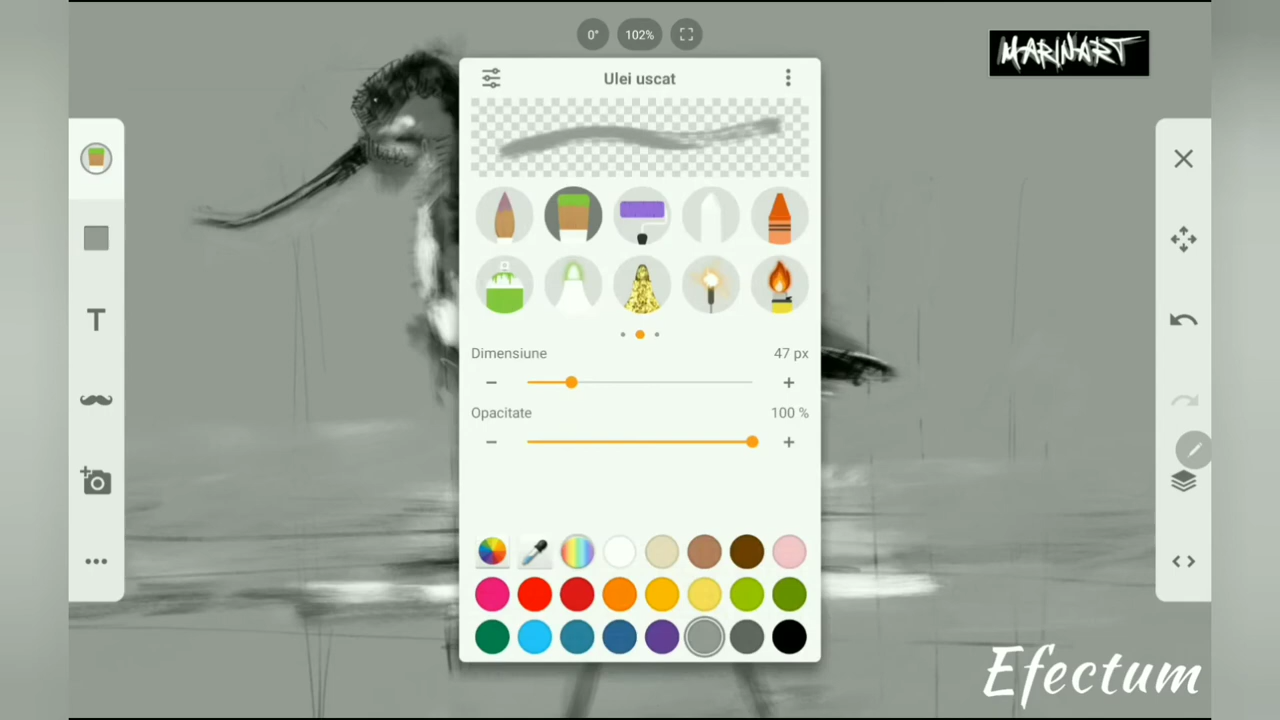 0°
102%
MARINART
Ulei uscat
T
Dimensiune
47 px
Opacitate
100 %
Efectum